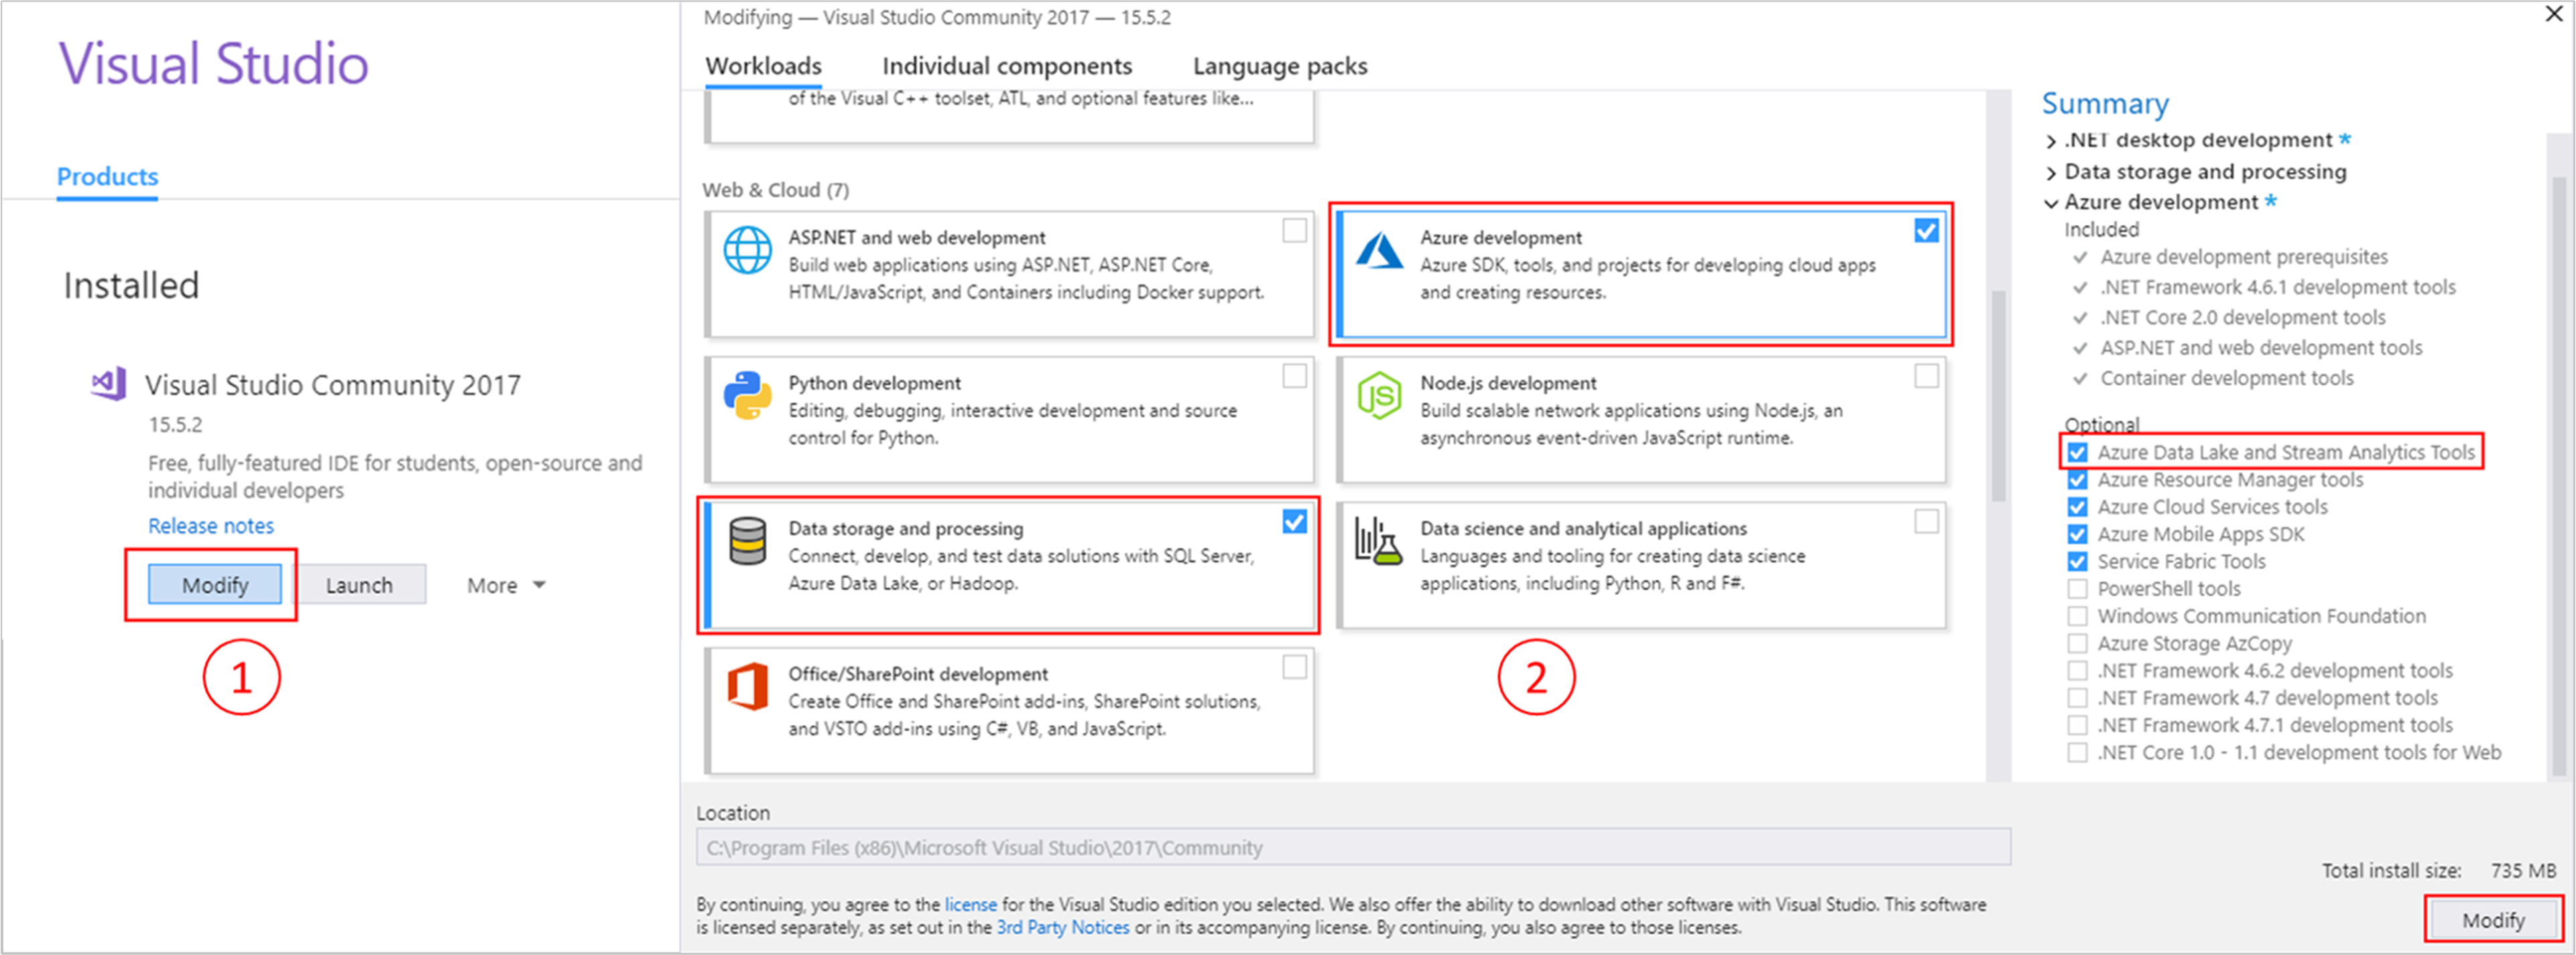 Visual Studio
Products
Installed
Visual Studio Community 2017
15.5.2
Free, fully-featured IDE for students, open-source and
individual developers
Release notes
Modify
Launch
More
1
Modifying — Visual Studio Community 2017 — 15.5.2
Workloads
Individual components
Language packs
of the Visual C++ toolset, ATL, and optional features like...
Web & Cloud (7)
ASP.NET and web development
Build web applications using ASP.NET, ASP.NET Core,
HTML/JavaScript, and Containers including Docker support.
Azure development
Azure SDK, tools, and projects for developing cloud apps
and creating resources.
Python development
Editing, debugging, interactive development and source
control for Python.
JS
Node.js development
Build scalable network applications using Node.js, an
asynchronous event-driven JavaScript runtime.
Data storage and processing
Connect, develop, and test data solutions with SQL Server,
Azure Data Lake, or Hadoop.
Data science and analytical applications
Languages and tooling for creating data science
applications, including Python, R and F#.
Office/SharePoint development
Create Office and SharePoint add-ins, SharePoint solutions,
and VSTO add-ins using C#, VB, and JavaScript.
2
Summary
.NET desktop development *
Data storage and processing
Azure development *
Included
Azure development prerequisites
.NET Framework 4.6.1 development tools
.NET Core 2.0 development tools
ASP.NET and web development tools
Container development tools
Optional
Azure Data Lake and Stream Analytics Tools
Azure Resource Manager tools
Azure Cloud Services tools
Azure Mobile Apps SDK
Service Fabric Tools
PowerShell tools
Windows Communication Foundation
Azure Storage AzCopy
.NET Framework 4.6.2 development tools
.NET Framework 4.7 development tools
.NET Framework 4.7.1 development tools
.NET Core 1.0 - 1.1 development tools for Web
Location
C:\Program Files (x86)\Microsoft Visual Studio\2017\Community
By continuing, you agree to the license for the Visual Studio edition you selected. We also offer the ability to download other software with Visual Studio. This software
is licensed separately, as set out in the 3rd Party Notices or in its accompanying license. By continuing, you also agree to those licenses.
Total install size: 735 MB
Modify